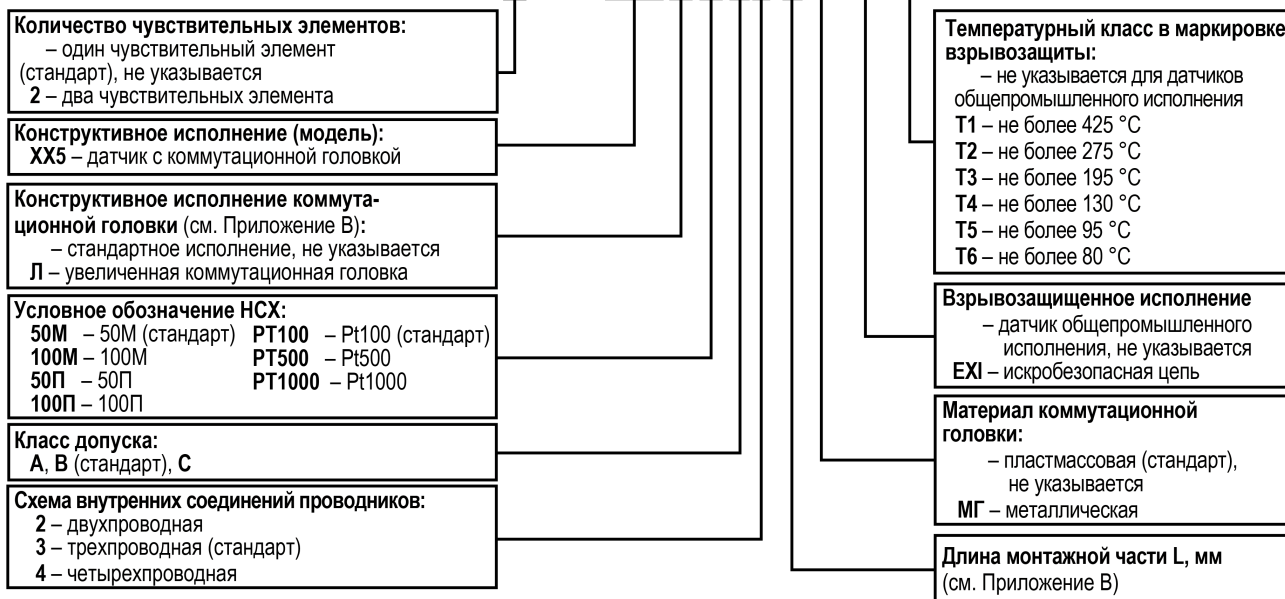 Количество чувствительных элементов:
– один чувствительный элемент
(стандарт), не указывается
2 – два чувствительных элемента
Конструктивное исполнение (модель):
XX5 – датчик с коммутационной головкой
Конструктивное исполнение коммута-
ционной головки (см. Приложение В):
– стандартное исполнение, не указывается
Л – увеличенная коммутационная головка
Условное обозначение НСХ:
50М – 50М (стандарт) PT100 – Pt100 (стандарт)
100М – 100М PT500 – Pt500
50П – 50П PT1000 – Pt1000
100П – 100П
Класс допуска:
А, В (стандарт), С
Схема внутренних соединений проводников:
2 – двухпроводная
3 – трехпроводная (стандарт)
4 – четырехпроводная
Температурный класс в маркировке
взрывозащиты:
– не указывается для датчиков
общепромышленного исполнения
Т1 – не более 425 °С
Т2 – не более 275 °С
Т3 – не более 195 °С
Т4 – не более 130 °С
Т5 – не более 95 °С
Т6 – не более 80 °С
Взрывозащищенное исполнение
– датчик общепромышленного
исполнения, не указывается
EXI – искробезопасная цепь
Материал коммутационной
головки:
– пластмассовая (стандарт),
не указывается
МГ – металлическая
Длина монтажной части L, мм
(см. Приложение В)